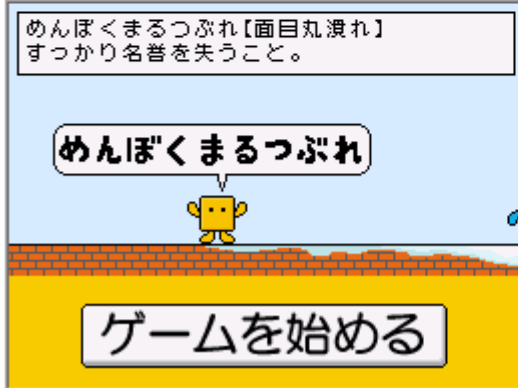 めんぼくまるつぶれ【面目丸潰れ】
すっかり名誉を失うこと。
めんぼくまるつぶれ
ゲームを始める